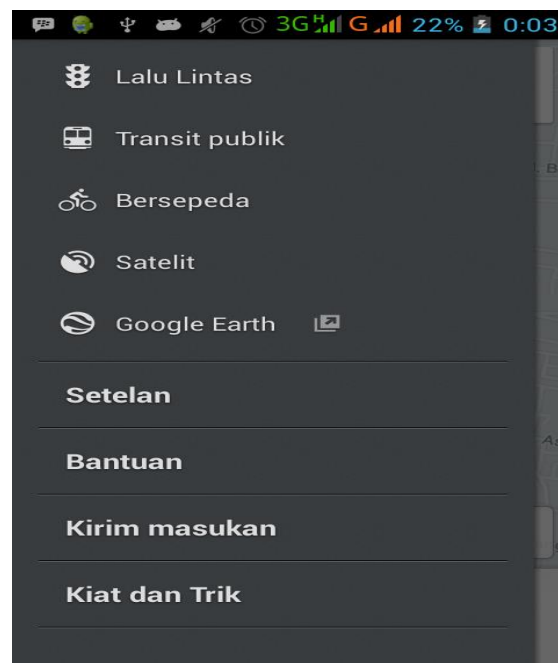 3G H G 22% 0:03
Lalu Lintas
Transit publik
Bersepeda
Satelit
Google Earth
Setelan
Bantuan
Kirim masukan
Kiat dan Trik